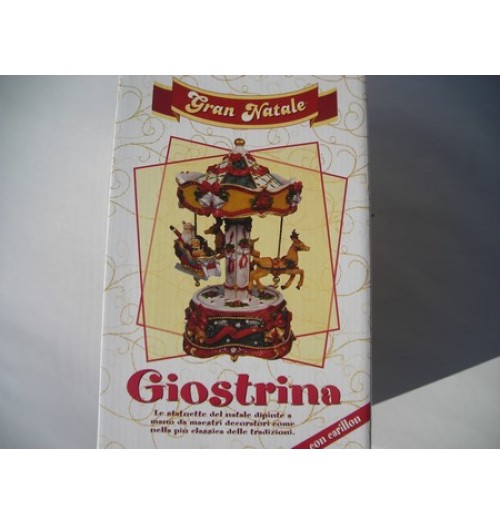 Gran Natale
Giostrina
Le statuette del natale dipinte a
mano da maestri decoratori come
nella più classica delle tradizioni.
con carillon